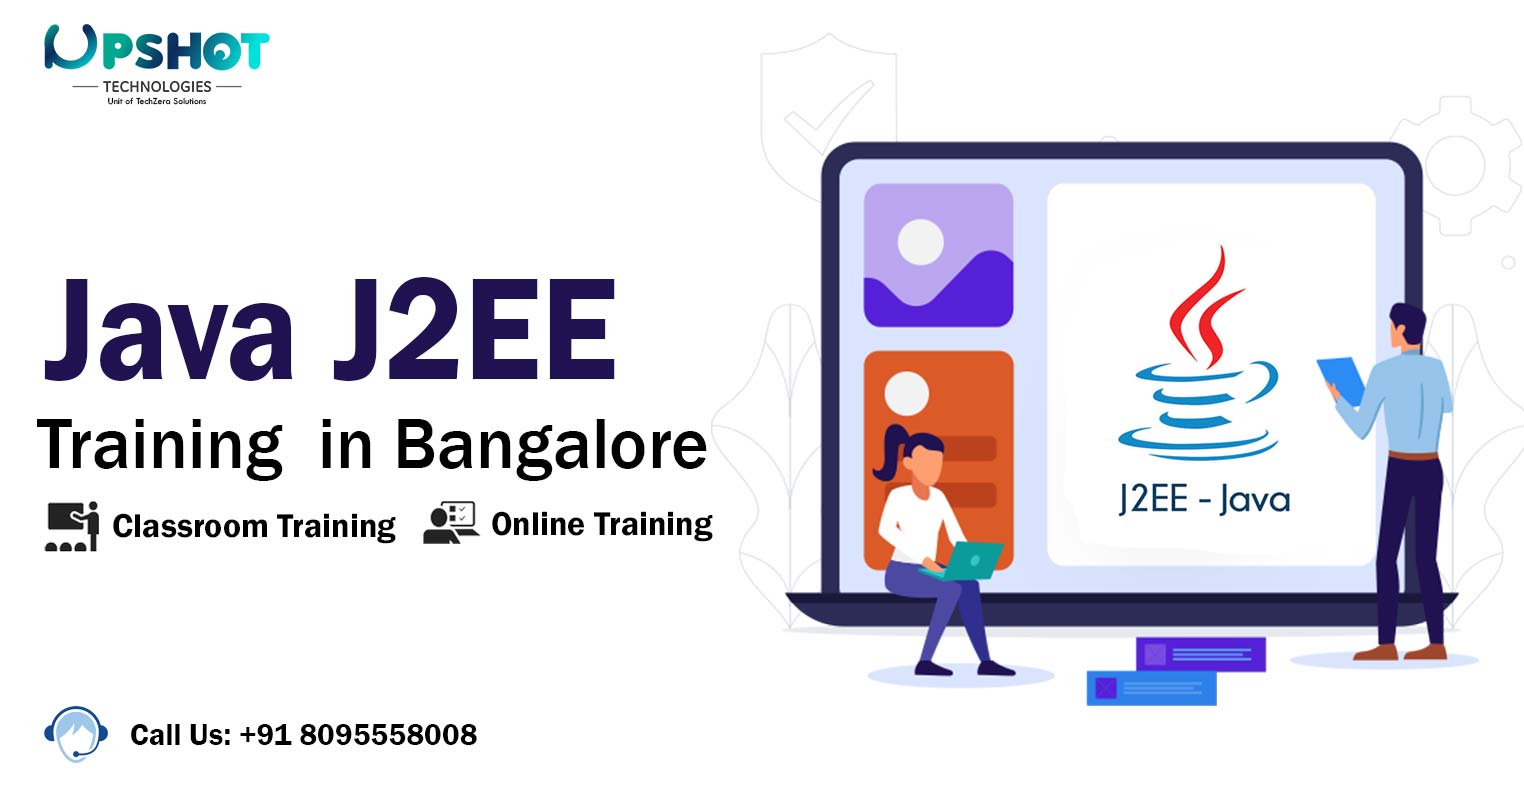 UPSHOT
TECHNOLOGIES
Unit of TechZera Solutions
Java J2EE
Training in Bangalore
Classroom Training
Online Training
J2EE - Java
Call Us: +91 8095558008